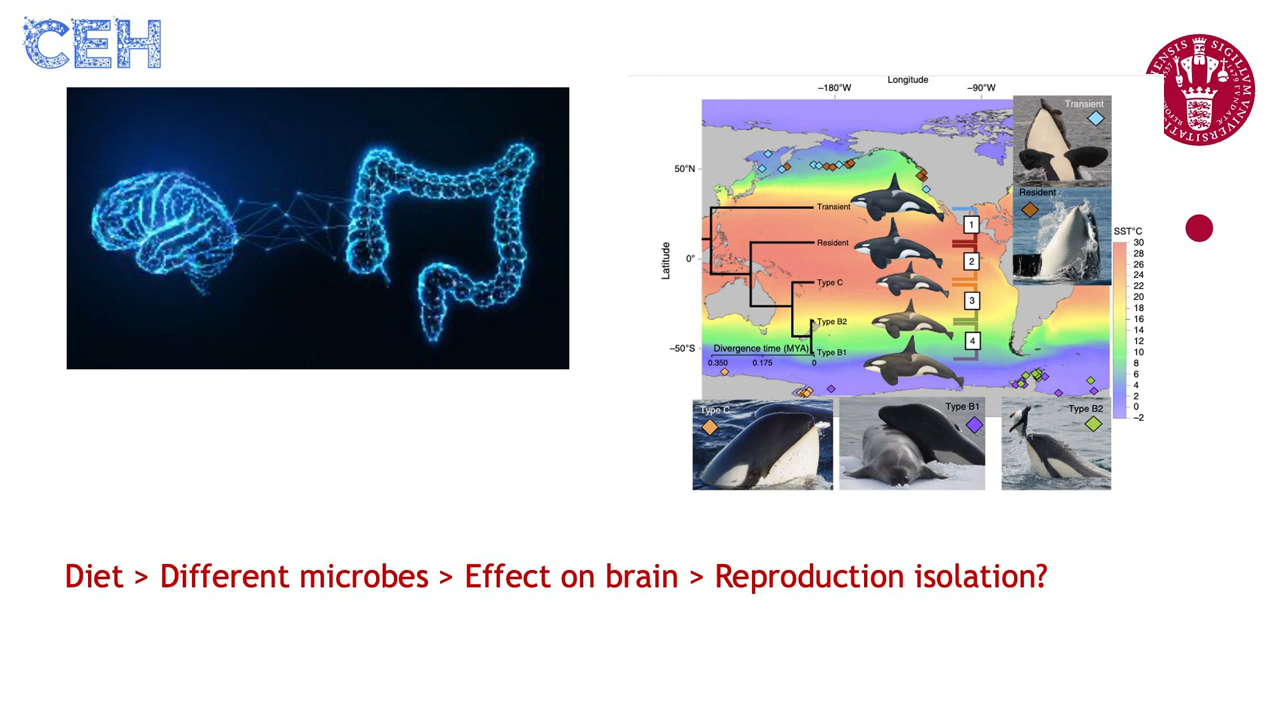 CEH
Longitude
−180°W
−90°W
SIGILLVM VNIVERSITATIS
Transient
50°N
Resident
Transient
1
SST°C
Resident
30
28
2
26
Latitude
0°
24
22
Type C
20
3
18
16
Type B2
14
4
12
Divergence time (MYA)
−50°S
10
Type B1
8
0.350
0.175
0
6
4
2
0
−2
Type C
Type B1
Type B2
Diet > Different microbes > Effect on brain > Reproduction isolation?